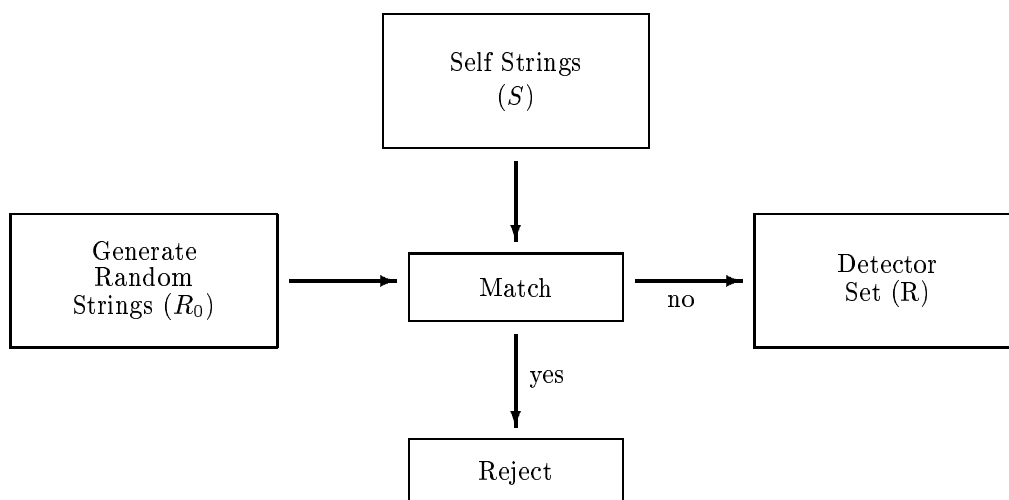 Self Strings
(S)
Generate
Random
Strings (R₀)
Match
no
Detector
Set (R)
yes
Reject